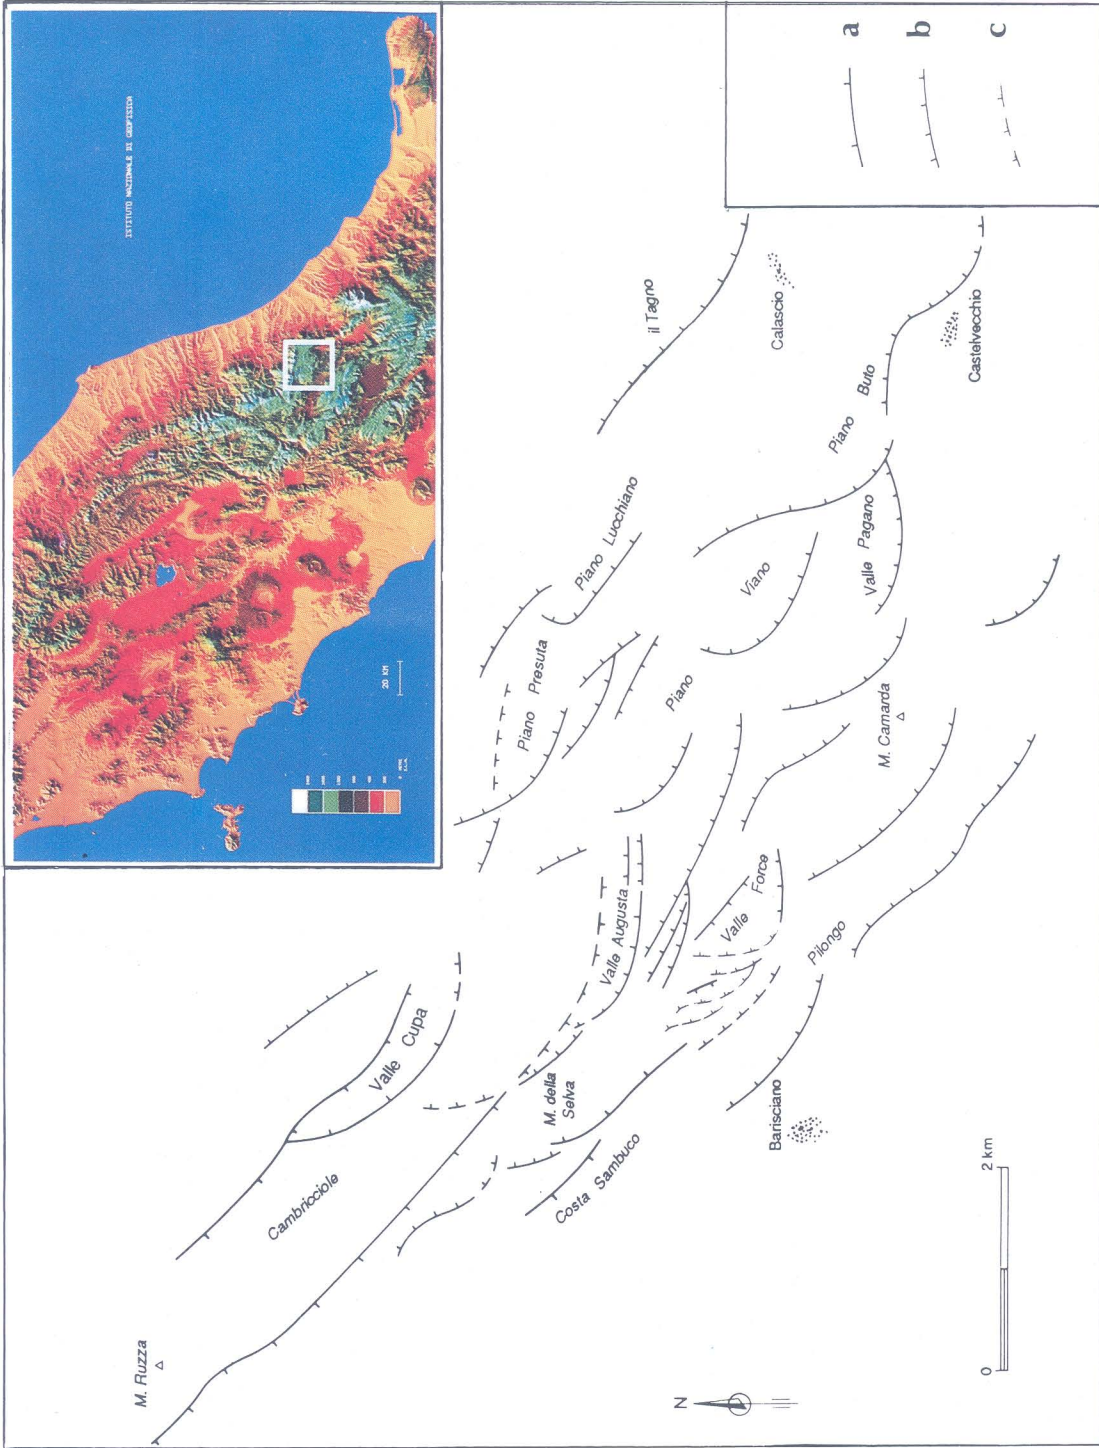 ISTITUTO NAZIONALE DI GEOFISICA
20 KM
a
b
c
M. Ruzza
Cambricciole
Valle Cupa
M. della
Selva
Costa Sambuco
Valle Augusta
Piano Presuta
Piano Lucchiano
il Tagno
Calascio
Piano Viano
Piano Buto
Castelvecchio
Valle Pagano
M. Camarda
Valle Force
Pilongo
Barisciano
N
0
2 km